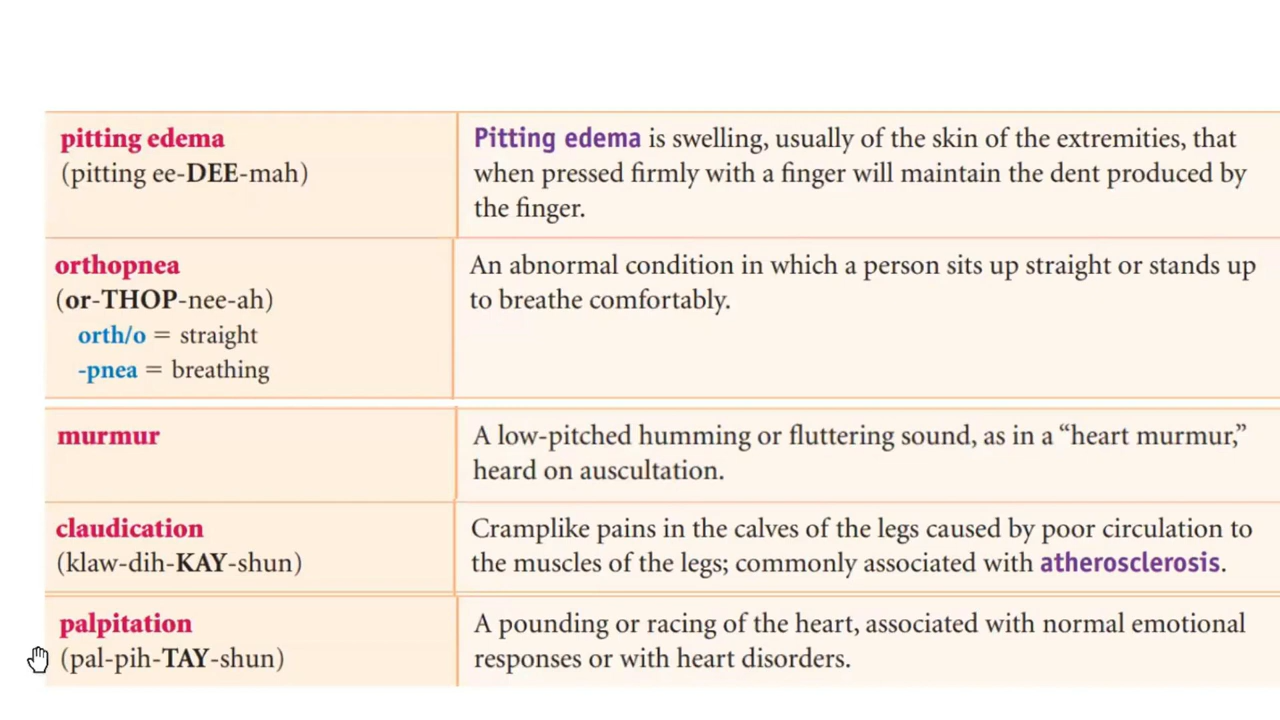 pitting edema
(pitting ee-DEE-mah)
Pitting edema is swelling, usually of the skin of the extremities, that
when pressed firmly with a finger will maintain the dent produced by
the finger.
orthopnea
(or-THOP-nee-ah)
orth/o = straight
-pnea = breathing
An abnormal condition in which a person sits up straight or stands up
to breathe comfortably.
murmur
A low-pitched humming or fluttering sound, as in a “heart murmur,”
heard on auscultation.
claudication
(klaw-dih-KAY-shun)
Cramplike pains in the calves of the legs caused by poor circulation to
the muscles of the legs; commonly associated with atherosclerosis.
palpitation
(pal-pih-TAY-shun)
A pounding or racing of the heart, associated with normal emotional
responses or with heart disorders.